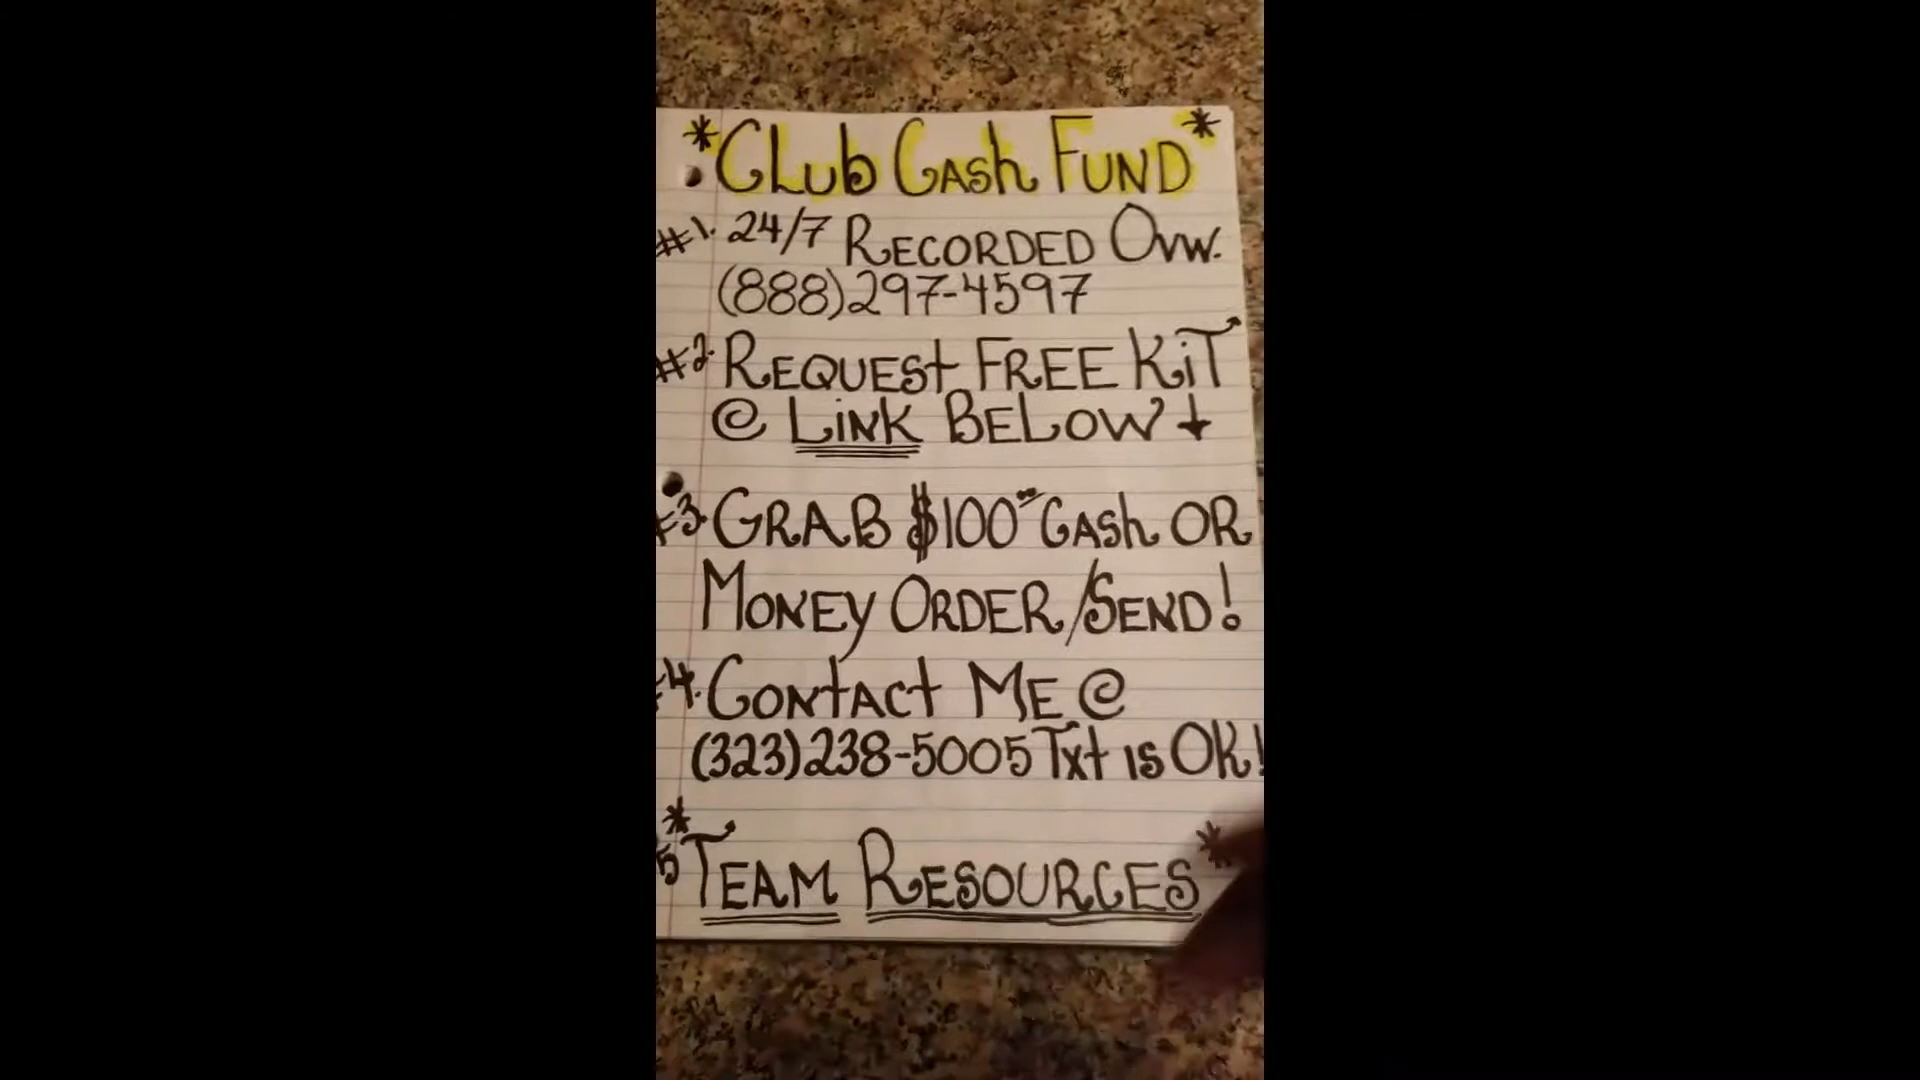 *Club Cash Fund*
#1. 24/7 Recorded Ovw.
(888)297-4597
#2. Request FREE KiT
@ Link Below ↓
#3. Grab $100 Cash OR
Money Order/Send!
#4. Contact Me @
(323)238-5005 Txt is OK!
*
5 Team Resources*